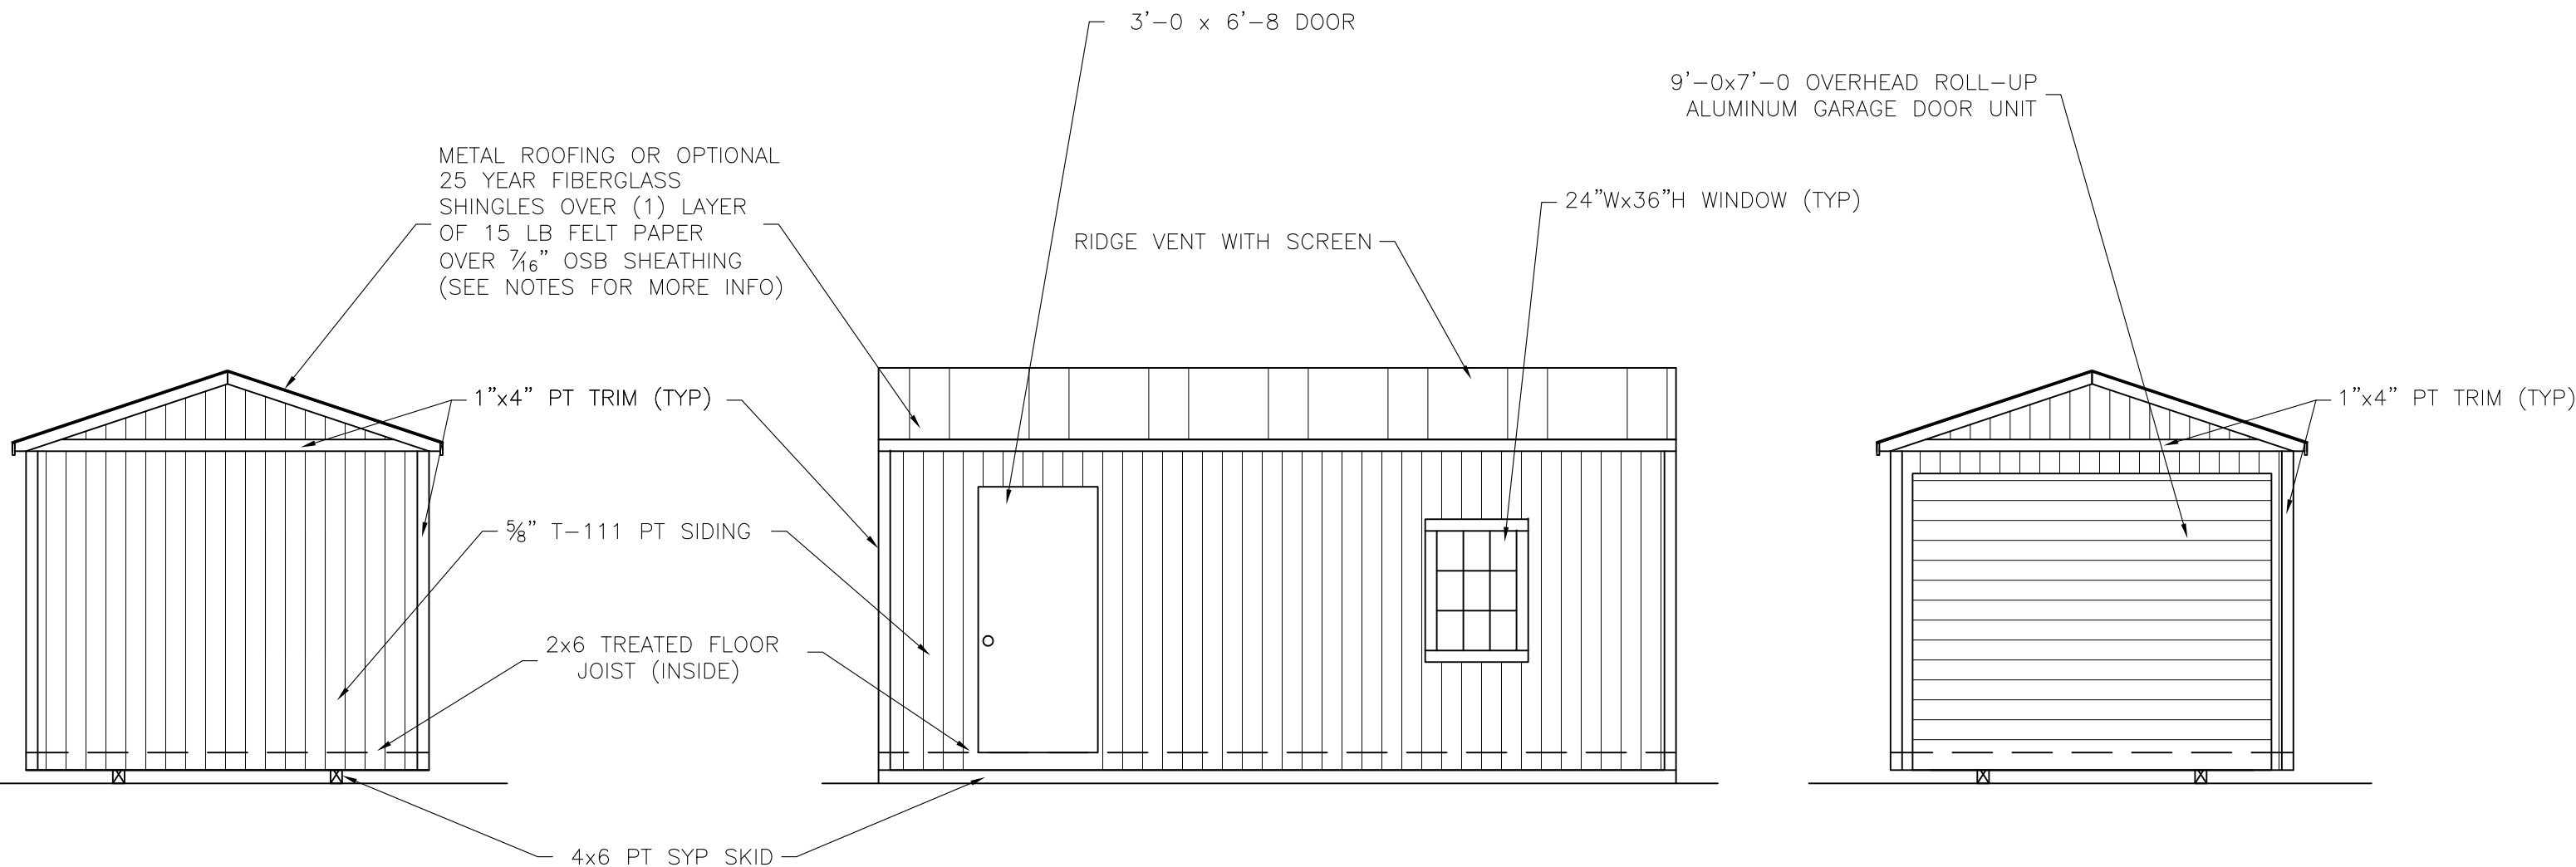 3'-0 x 6'-8 DOOR
9'-0x7'-0 OVERHEAD ROLL-UP
ALUMINUM GARAGE DOOR UNIT
METAL ROOFING OR OPTIONAL
25 YEAR FIBERGLASS
SHINGLES OVER (1) LAYER
OF 15 LB FELT PAPER
OVER 7/16" OSB SHEATHING
(SEE NOTES FOR MORE INFO)
24"Wx36"H WINDOW (TYP)
RIDGE VENT WITH SCREEN
1"x4" PT TRIM (TYP)
1"x4" PT TRIM (TYP)
5/8" T-111 PT SIDING
2x6 TREATED FLOOR
JOIST (INSIDE)
4x6 PT SYP SKID